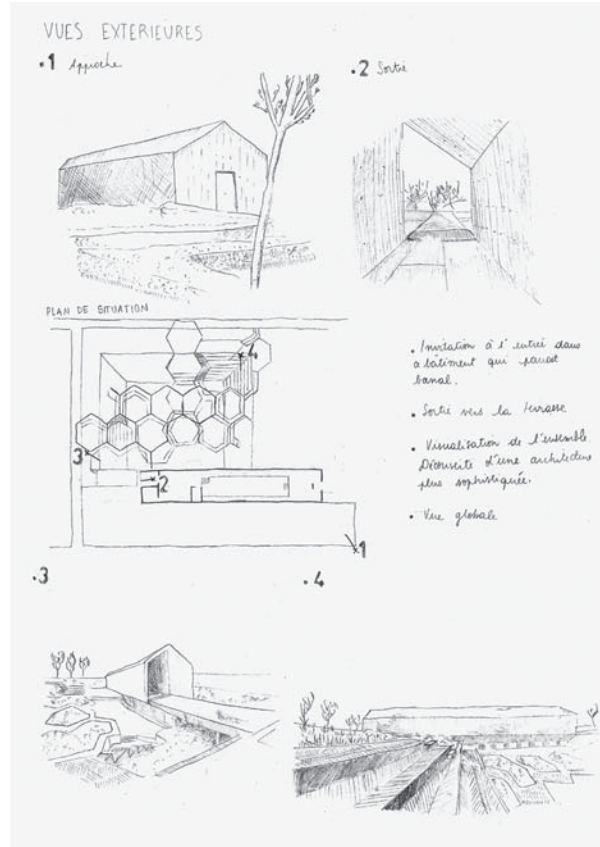 VUES EXTERIEURES
.1 Approche
.2 Sortie
PLAN DE SITUATION
4
3
2
1
• Invitation à l'entrée dans
a bâtiment qui parait
banal.
• Sortie vers la terrasse
• Visualisation de l'ensemble
Découverte d'une architecture
plus sophistiquée.
• Vue globale
.3
.4